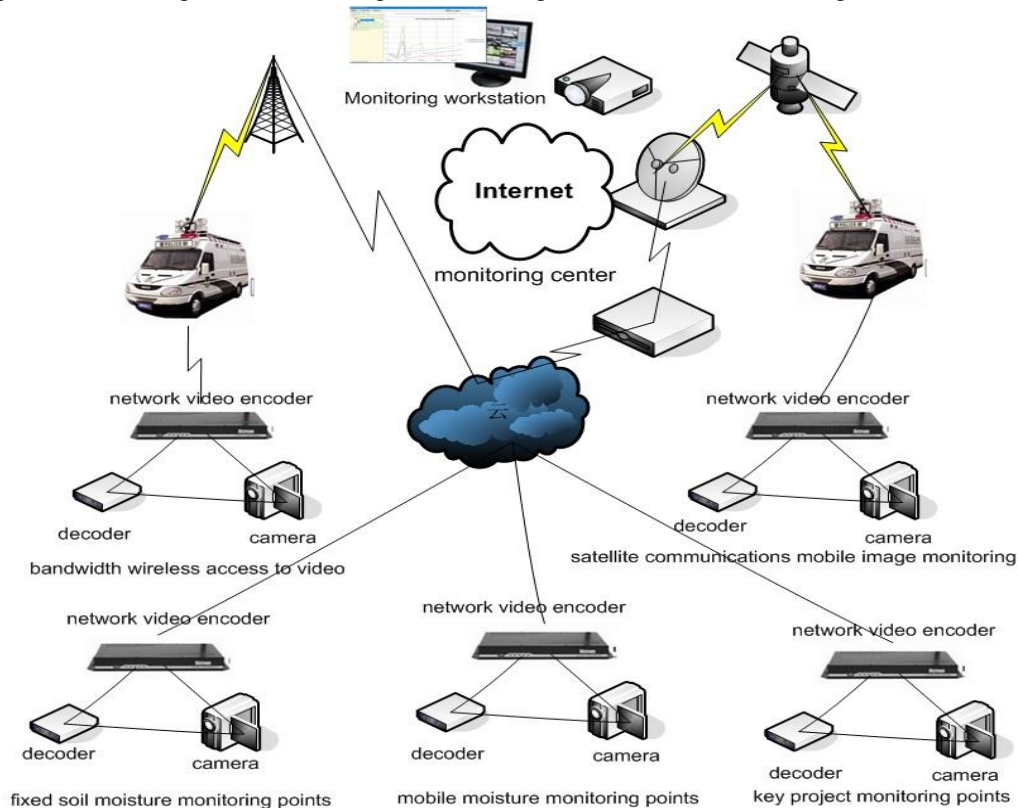 Monitoring workstation
Internet
monitoring center
云
network video encoder
decoder
camera
bandwidth wireless access to video
network video encoder
decoder
camera
satellite communications mobile image monitoring
network video encoder
decoder
camera
fixed soil moisture monitoring points
network video encoder
decoder
camera
mobile moisture monitoring points
network video encoder
decoder
camera
key project monitoring points